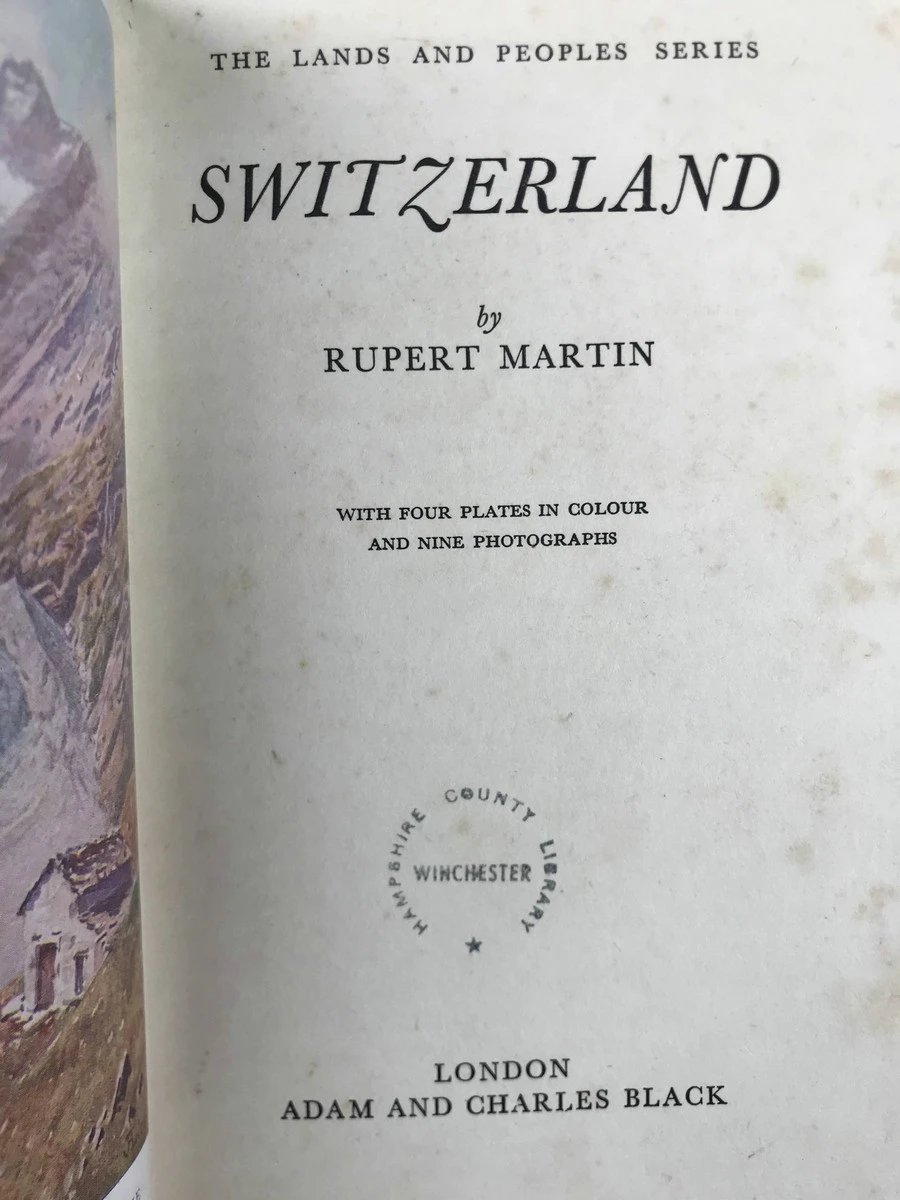 THE LANDS AND PEOPLES SERIES
SWITZERLAND
by
RUPERT MARTIN
WITH FOUR PLATES IN COLOUR
AND NINE PHOTOGRAPHS
HAMPSHIRE COUNTY LIBRARY
WINCHESTER
LONDON
ADAM AND CHARLES BLACK